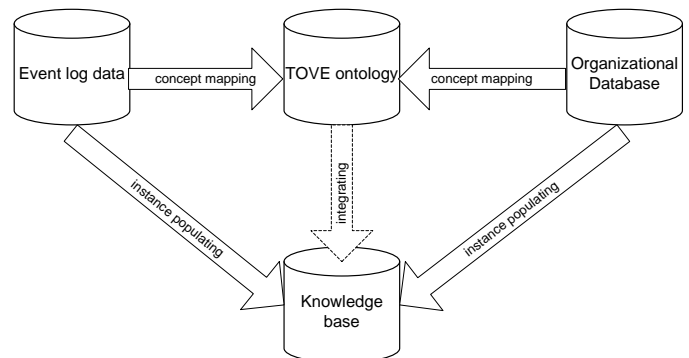 Event log data
concept mapping
TOVE ontology
concept mapping
Organizational
Database
instance populating
integrating
instance populating
Knowledge
base